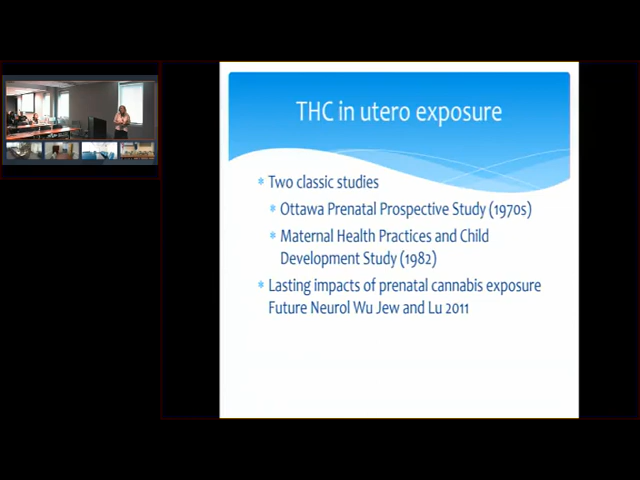 THC in utero exposure
* Two classic studies
* Ottawa Prenatal Prospective Study (1970s)
* Maternal Health Practices and Child
Development Study (1982)
* Lasting impacts of prenatal cannabis exposure
Future Neurol Wu Jew and Lu 2011